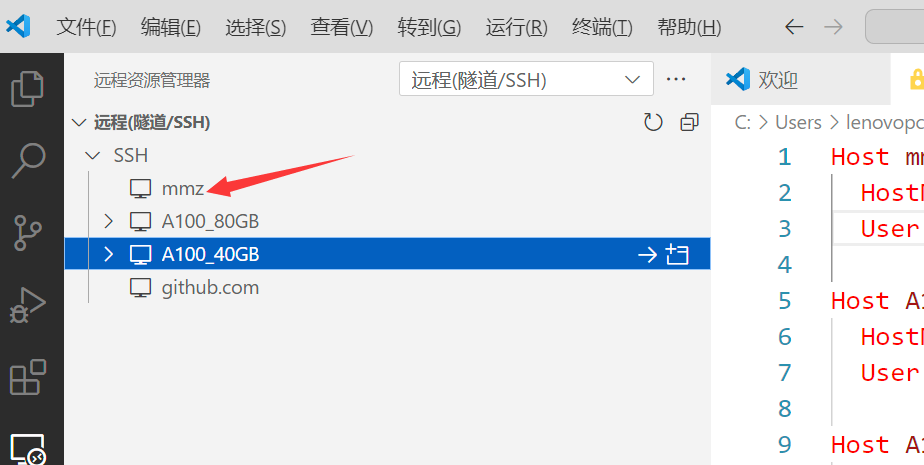 文件(F) 编辑(E) 选择(S) 查看(V) 转到(G) 运行(R) 终端(T) 帮助(H)
远程资源管理器 远程(隧道/SSH)
欢迎
远程(隧道/SSH)
C: > Users > lenovopc
SSH
mmz
A100_80GB
A100_40GB
github.com
1 Host mm
2 Host
3 User
4
5 Host A1
6 Host
7 User
8
9 Host A1